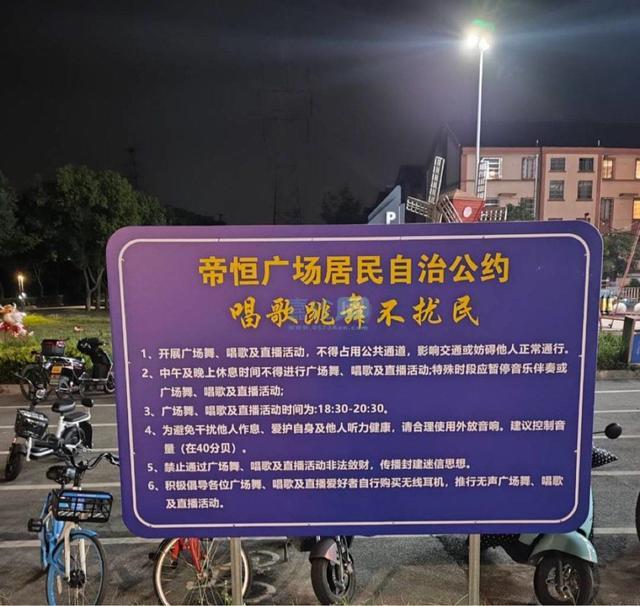 P
帝恒广场居民自治公约
唱歌跳舞不扰民
1、开展广场舞、唱歌及直播活动，不得占用公共通道，影响交通或妨碍他人正常通行。
2、中午及晚上休息时间不得进行广场舞、唱歌及直播活动;特殊时段应暂停音乐伴奏或
广场舞、唱歌及直播活动;
3、广场舞、唱歌及直播活动时间为:18:30-20:30。
4、为避免干扰他人作息、爱护自身及他人听力健康，请合理使用外放音响。建议控制音
量（在40分贝）。
5、禁止通过广场舞、唱歌及直播活动非法敛财，传播封建迷信思想。
6、积极倡导各位广场舞、唱歌及直播爱好者自行购买无线耳机，推行无声广场舞、唱歌
及直播活动。